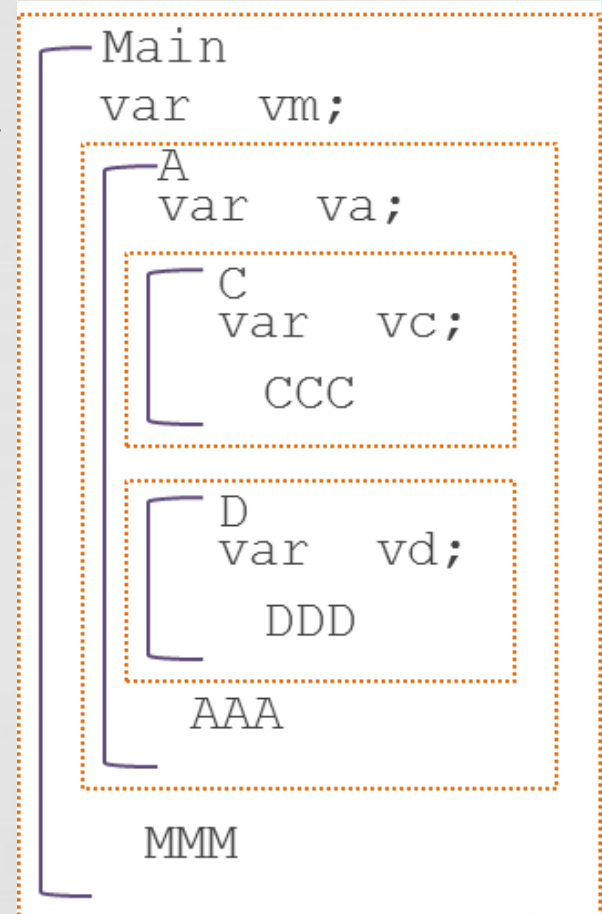 Main
var vm;
A
var va;
C
var vc;
CCC
D
var vd;
DDD
AAA
MMM